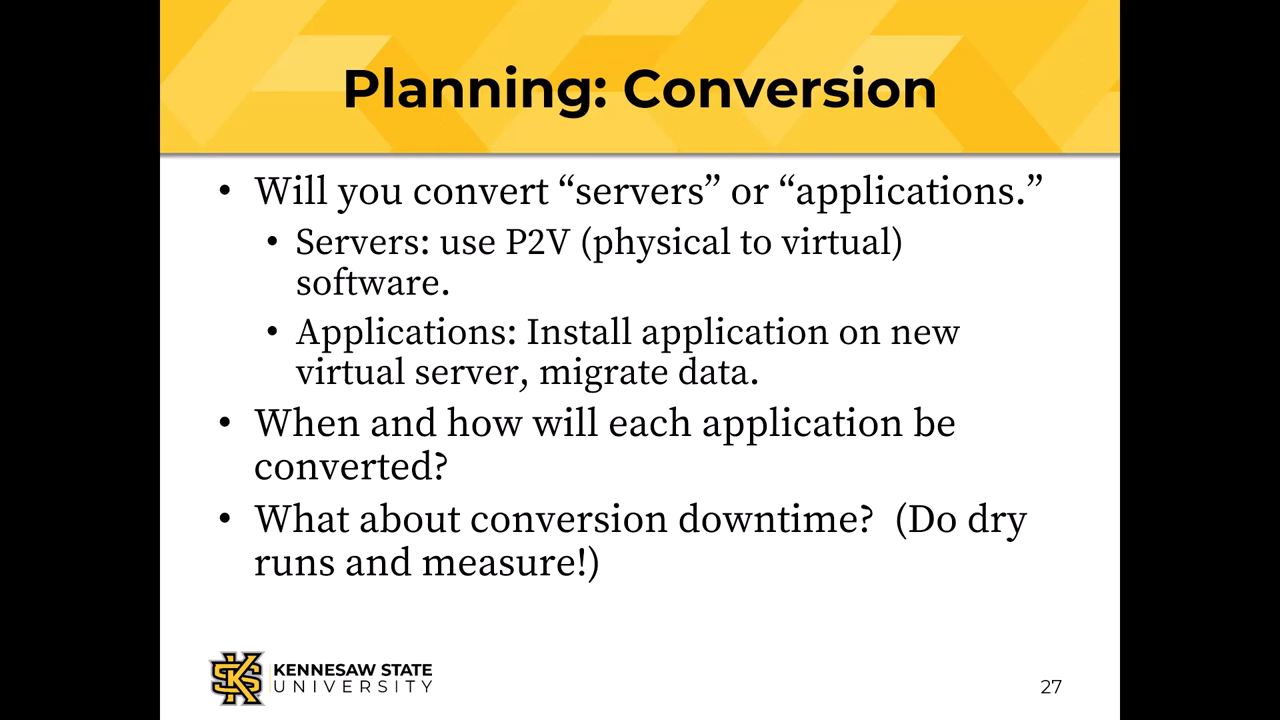 Planning: Conversion
• Will you convert “servers” or “applications.”
• Servers: use P2V (physical to virtual)
software.
• Applications: Install application on new
virtual server, migrate data.
• When and how will each application be
converted?
• What about conversion downtime?  (Do dry
runs and measure!)
KS
KENNESAW STATE
UNIVERSITY
27